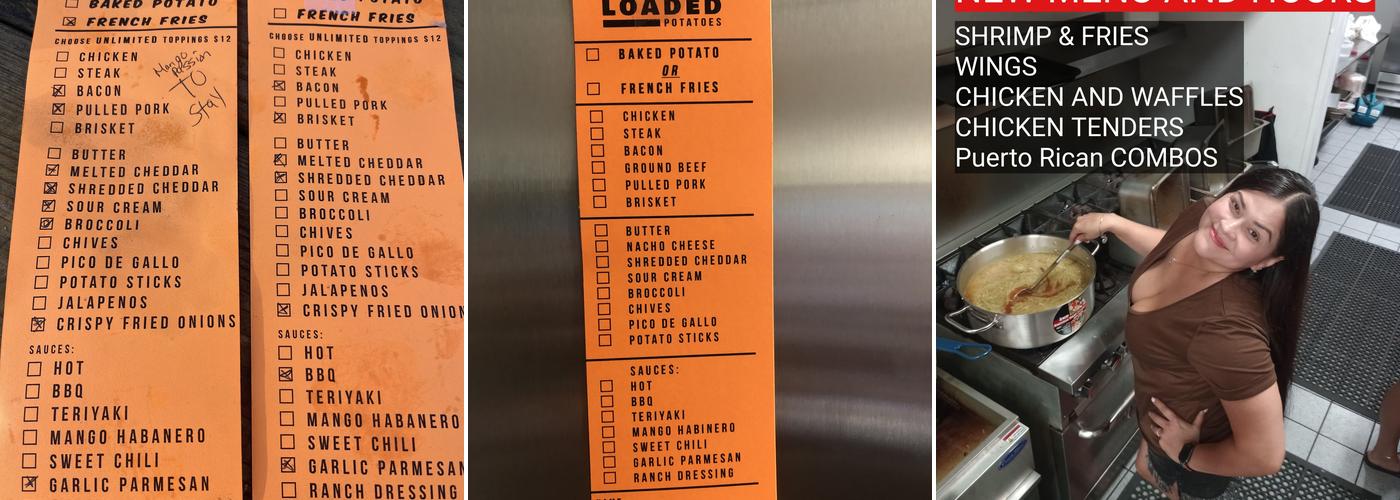 BAKED POTATO
FRENCH FRIES
CHOOSE UNLIMITED TOPPINGS $12
CHICKEN
STEAK
BACON
PULLED PORK
BRISKET
Mango
Passion
TO
Stay
BUTTER
MELTED CHEDDAR
SHREDDED CHEDDAR
SOUR CREAM
BROCCOLI
CHIVES
PICO DE GALLO
POTATO STICKS
JALAPENOS
CRISPY FRIED ONIONS
SAUCES:
HOT
BBQ
TERIYAKI
MANGO HABANERO
SWEET CHILI
GARLIC PARMESAN
FRENCH FRIES
CHOOSE UNLIMITED TOPPINGS $12
CHICKEN
STEAK
BACON
PULLED PORK
BRISKET
BUTTER
MELTED CHEDDAR
SHREDDED CHEDDAR
SOUR CREAM
BROCCOLI
CHIVES
PICO DE GALLO
POTATO STICKS
JALAPENOS
CRISPY FRIED ONION
SAUCES:
HOT
BBQ
TERIYAKI
MANGO HABANERO
SWEET CHILI
GARLIC PARMESAN
RANCH DRESSING
LOADED
POTATOES
BAKED POTATO
OR
FRENCH FRIES
CHICKEN
STEAK
BACON
GROUND BEEF
PULLED PORK
BRISKET
BUTTER
NACHO CHEESE
SHREDDED CHEDDAR
SOUR CREAM
BROCCOLI
CHIVES
PICO DE GALLO
POTATO STICKS
SAUCES:
HOT
BBQ
TERIYAKI
MANGO HABINERO
SWEET CHILI
GARLIC PARMESAN
RANCH DRESSING
NEW MENU AND HOURS
SHRIMP & FRIES
WINGS
CHICKEN AND WAFFLES
CHICKEN TENDERS
Puerto Rican COMBOS